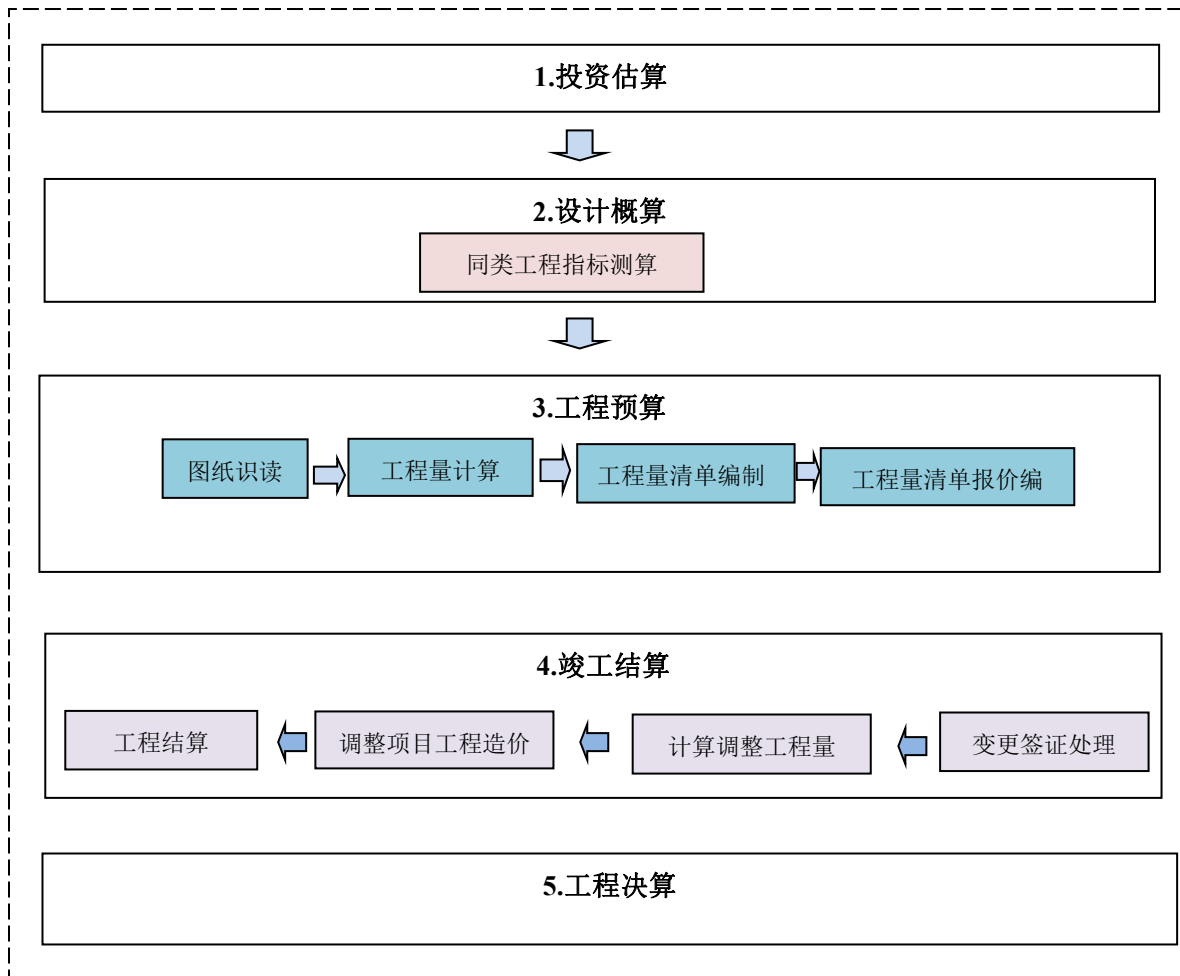 1.投资估算
2.设计概算
同类工程指标测算
3.工程预算
图纸识读
工程量计算
工程量清单编制
工程量清单报价编
4.竣工结算
工程结算
调整项目工程造价
计算调整工程量
变更签证处理
5.工程决算